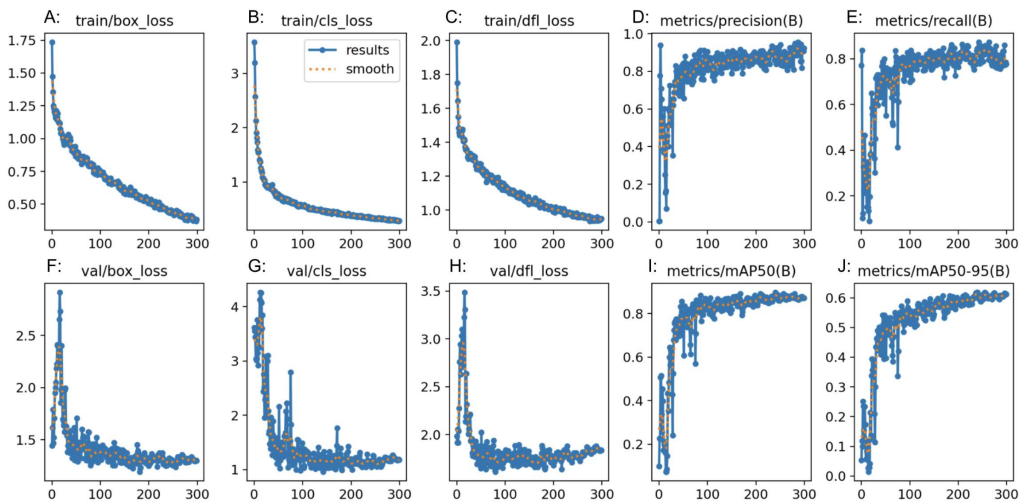 A: train/box_loss
B: train/cls_loss
C: train/dfl_loss
D: metrics/precision(B)
E: metrics/recall(B)
1.75
1.50
1.25
1.00
0.75
0.50
0 100 200 300
results
smooth
3
2
1
0 100 200 300
2.0
1.8
1.6
1.4
1.2
1.0
0 100 200 300
1.0
0.8
0.6
0.4
0.2
0.0
0 100 200 300
0.8
0.6
0.4
0.2
0 100 200 300
F: val/box_loss
G: val/cls_loss
H: val/dfl_loss
I: metrics/mAP50(B)
J: metrics/mAP50-95(B)
2.5
2.0
1.5
0 100 200 300
4
3
2
1
0 100 200 300
3.5
3.0
2.5
2.0
0 100 200 300
0.8
0.6
0.4
0.2
0 100 200 300
0.6
0.5
0.4
0.3
0.2
0.1
0.0
0 100 200 300